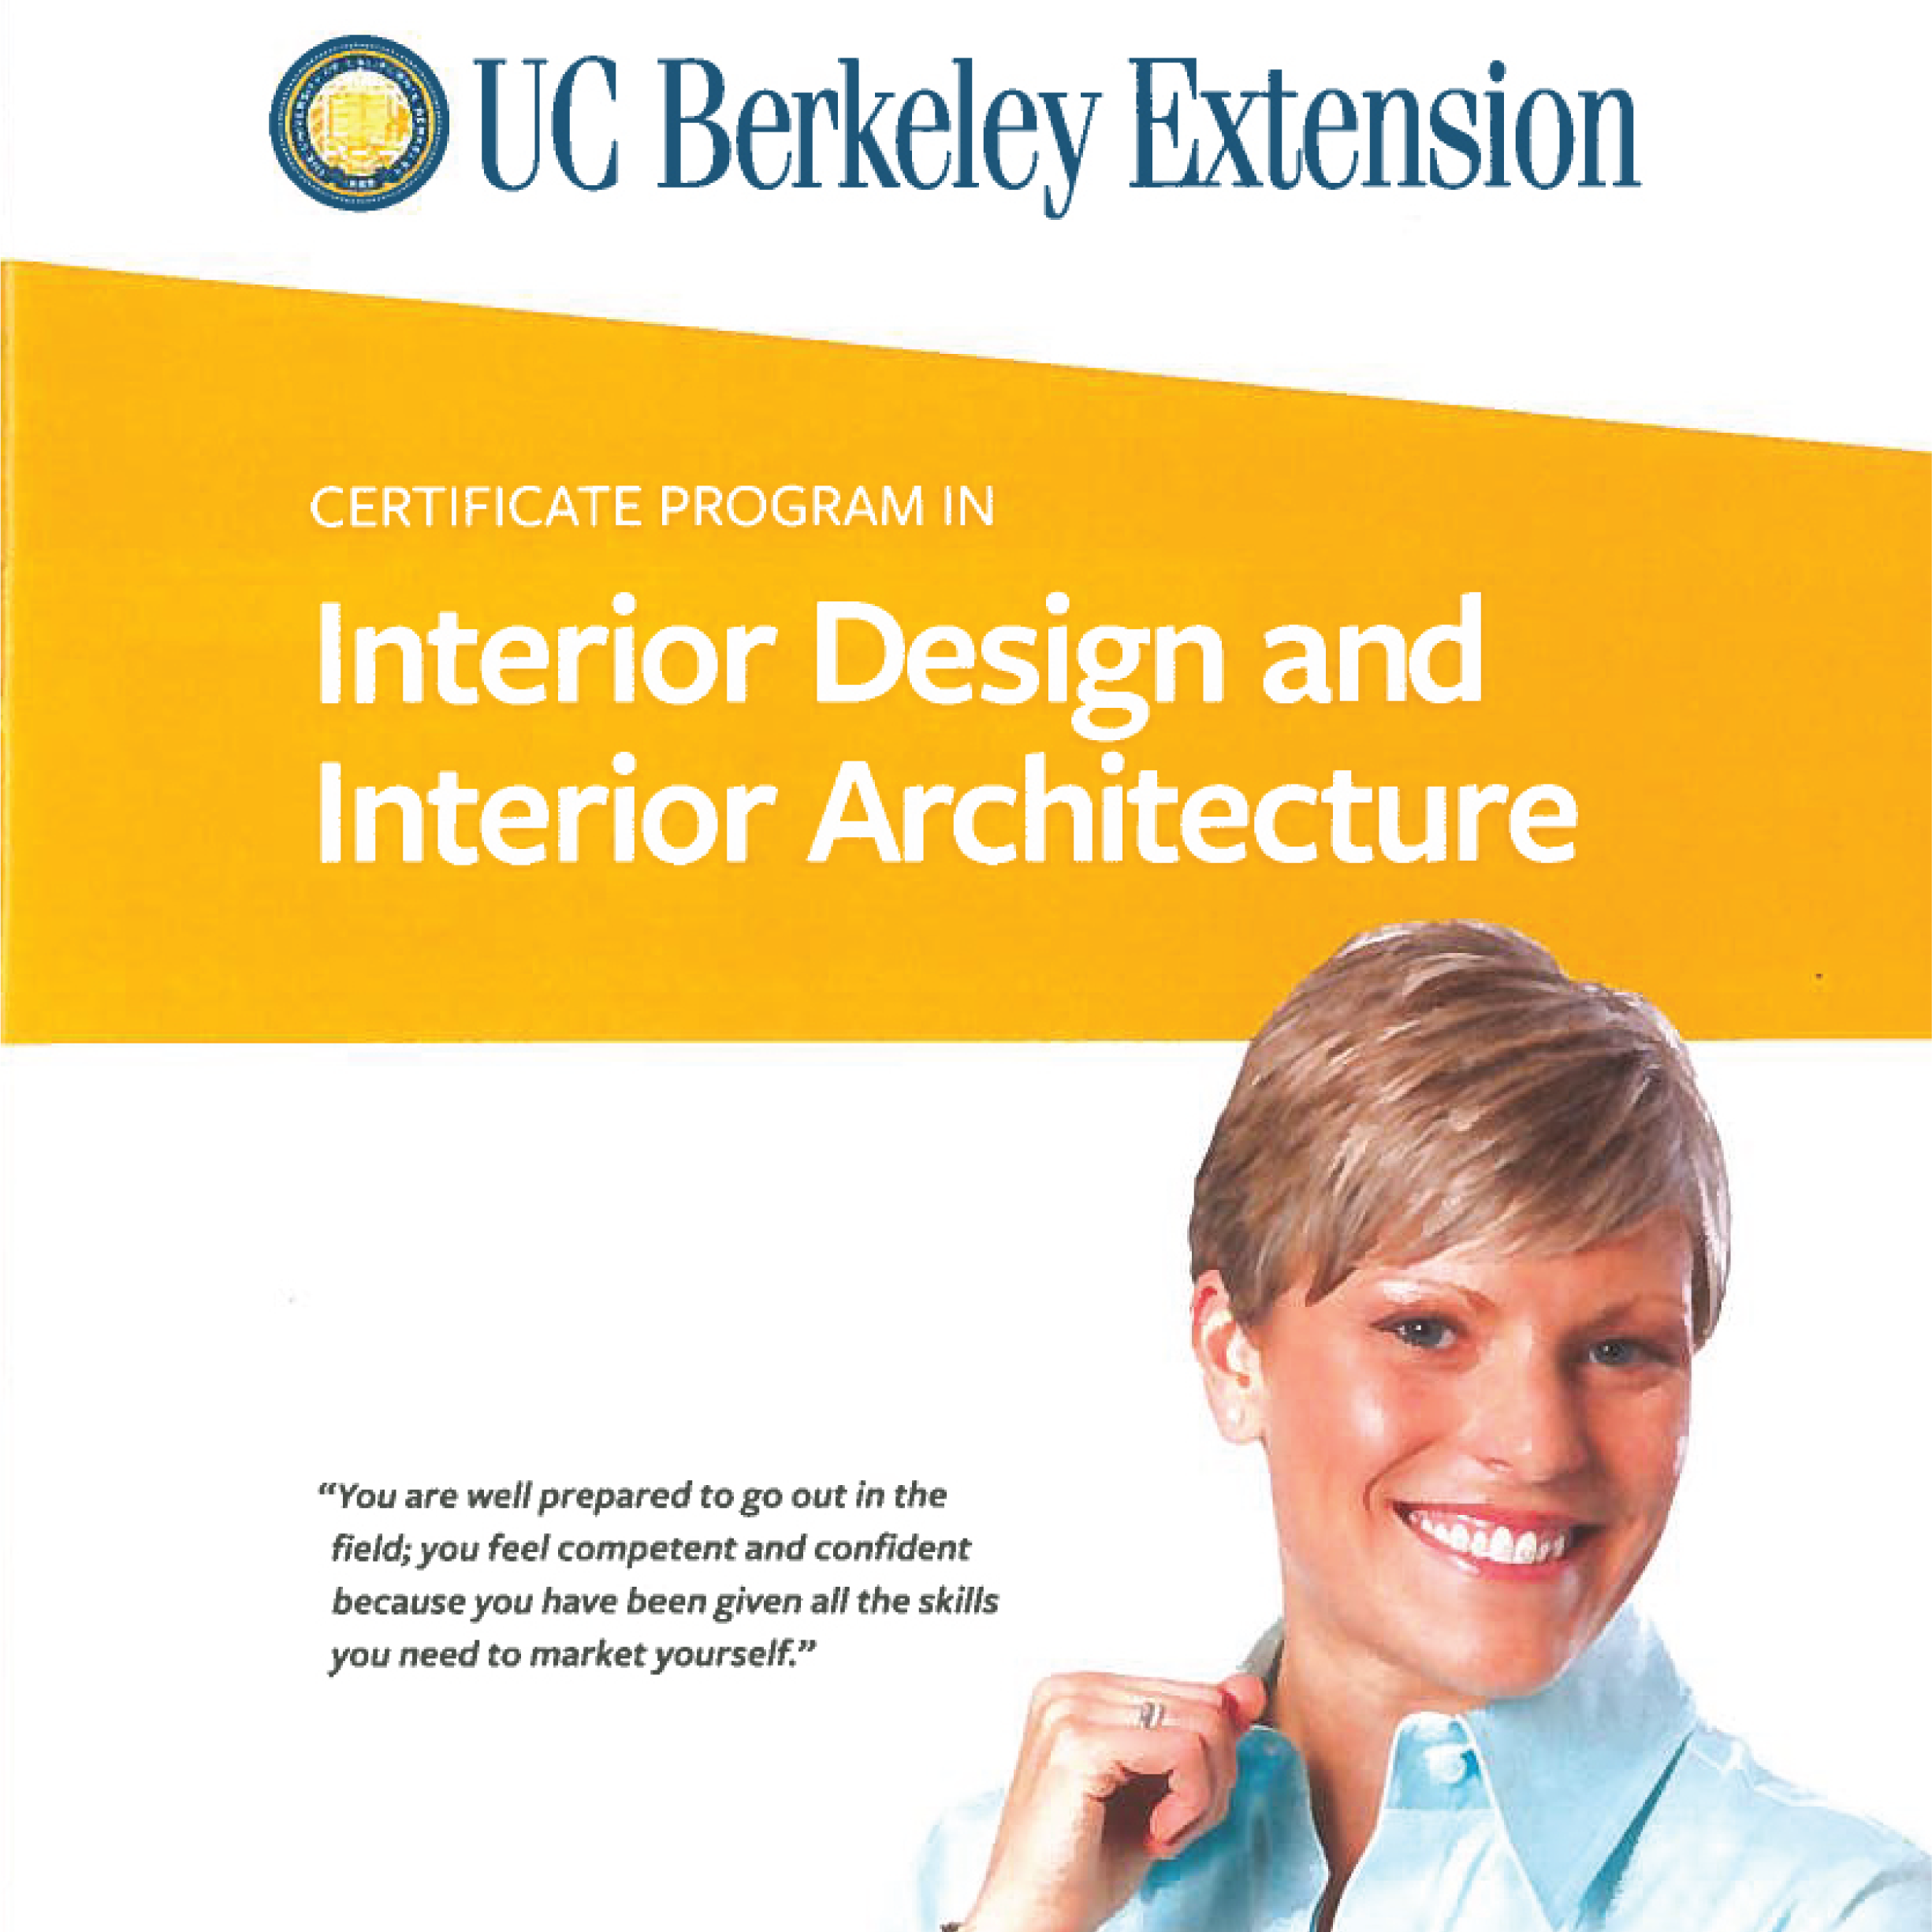 UC Berkeley Extension
CERTIFICATE PROGRAM IN
Interior Design and
Interior Architecture
“You are well prepared to go out in the
field; you feel competent and confident
because you have been given all the skills
you need to market yourself.”